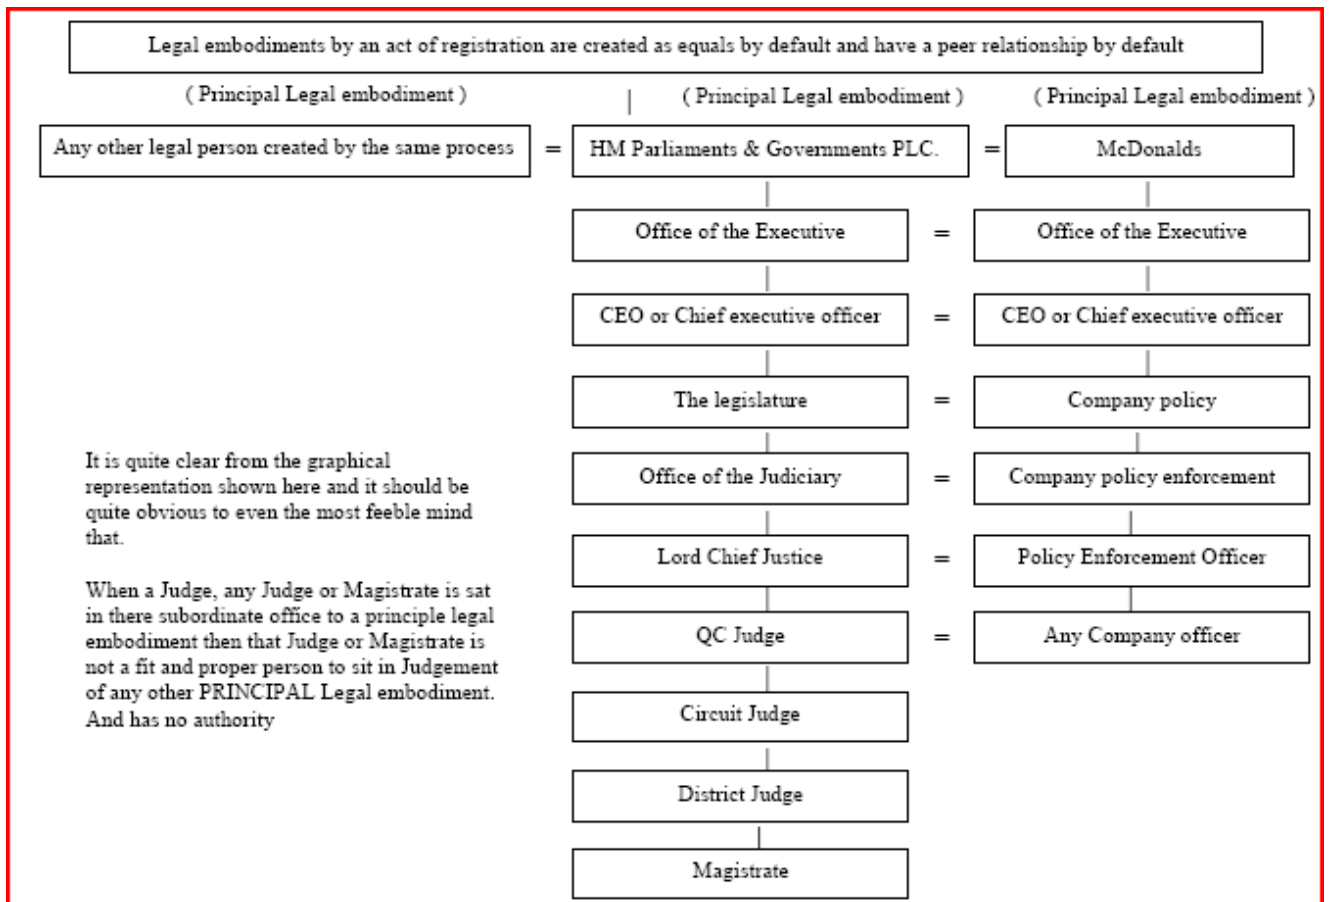 Legal embodiments by an act of registration are created as equals by default and have a peer relationship by default
( Principal Legal embodiment ) | ( Principal Legal embodiment ) ( Principal Legal embodiment )
Any other legal person created by the same process = HM Parliaments & Governments PLC. = McDonalds
Office of the Executive = Office of the Executive
CEO or Chief executive officer = CEO or Chief executive officer
The legislature = Company policy
It is quite clear from the graphical
representation shown here and it should be
quite obvious to even the most feeble mind
that.
Office of the Judiciary = Company policy enforcement
Lord Chief Justice = Policy Enforcement Officer
When a Judge, any Judge or Magistrate is sat
in there subordinate office to a principle legal
embodiment then that Judge or Magistrate is
not a fit and proper person to sit in Judgement
of any other PRINCIPAL Legal embodiment.
And has no authority
QC Judge = Any Company officer
Circuit Judge
District Judge
Magistrate